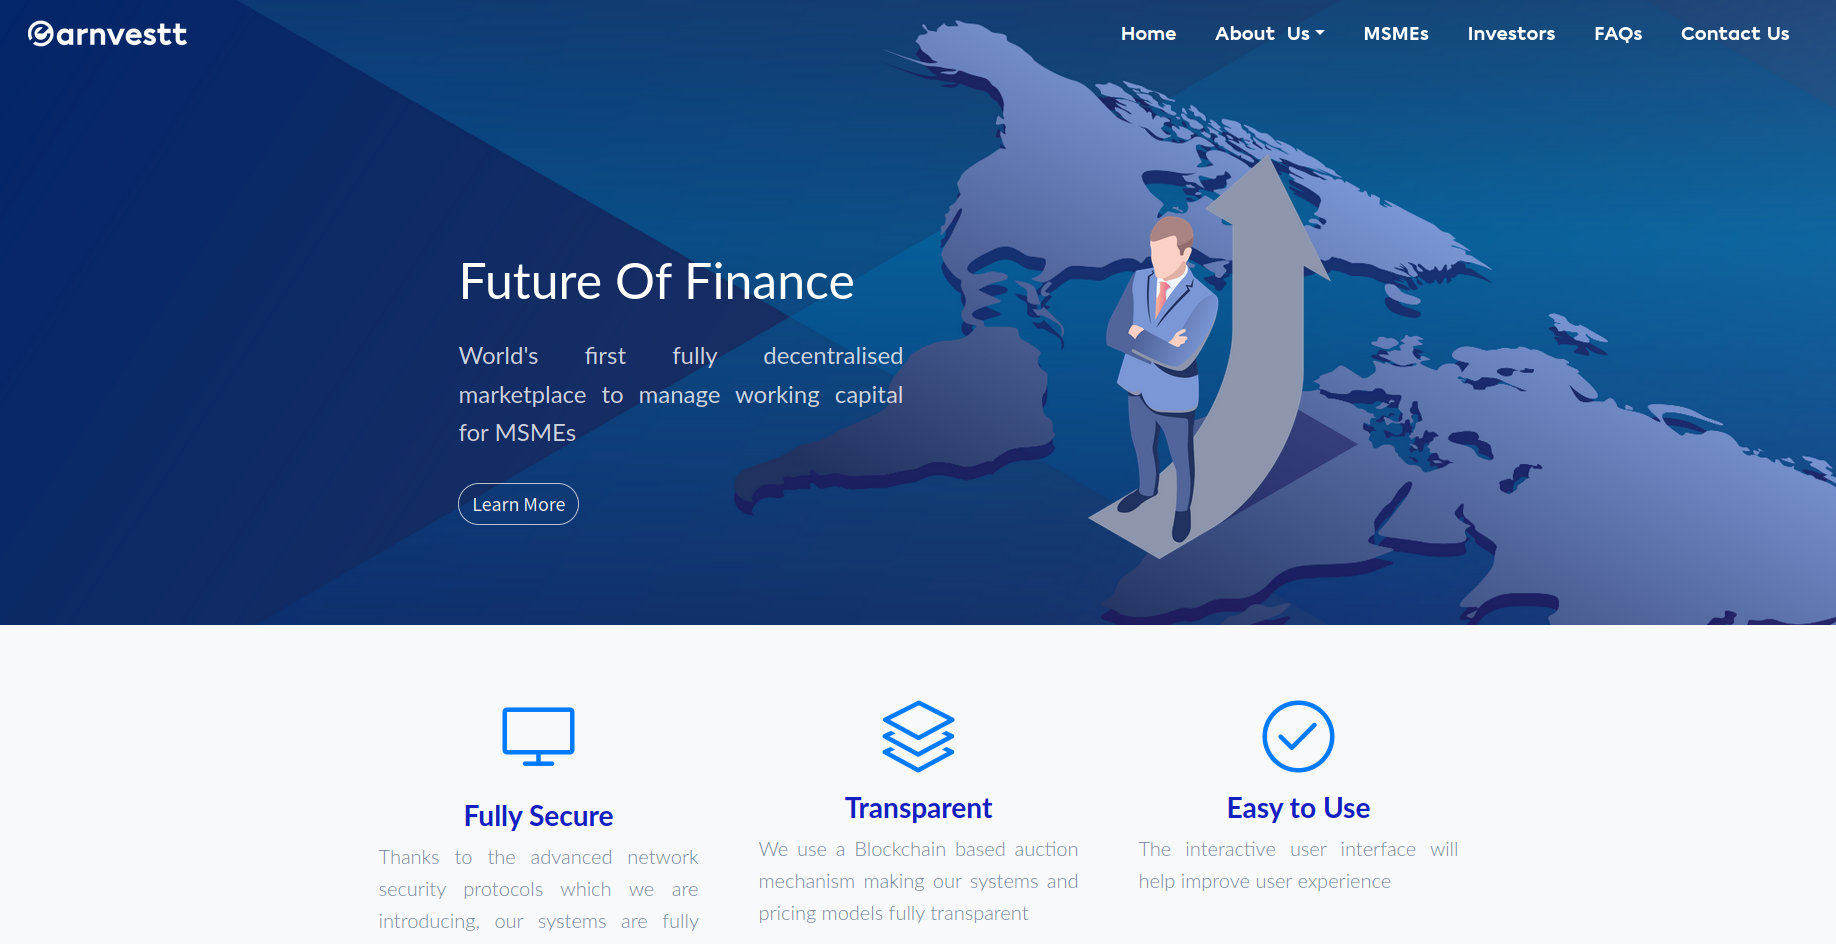 earnvestt
Home About Us MSMEs Investors FAQs Contact Us
Future Of Finance
World's first fully decentralised
marketplace to manage working capital
for MSMEs
Learn More
Fully Secure
Thanks to the advanced network
security protocols which we are
introducing, our systems are fully
Transparent
We use a Blockchain based auction
mechanism making our systems and
pricing models fully transparent
Easy to Use
The interactive user interface will
help improve user experience